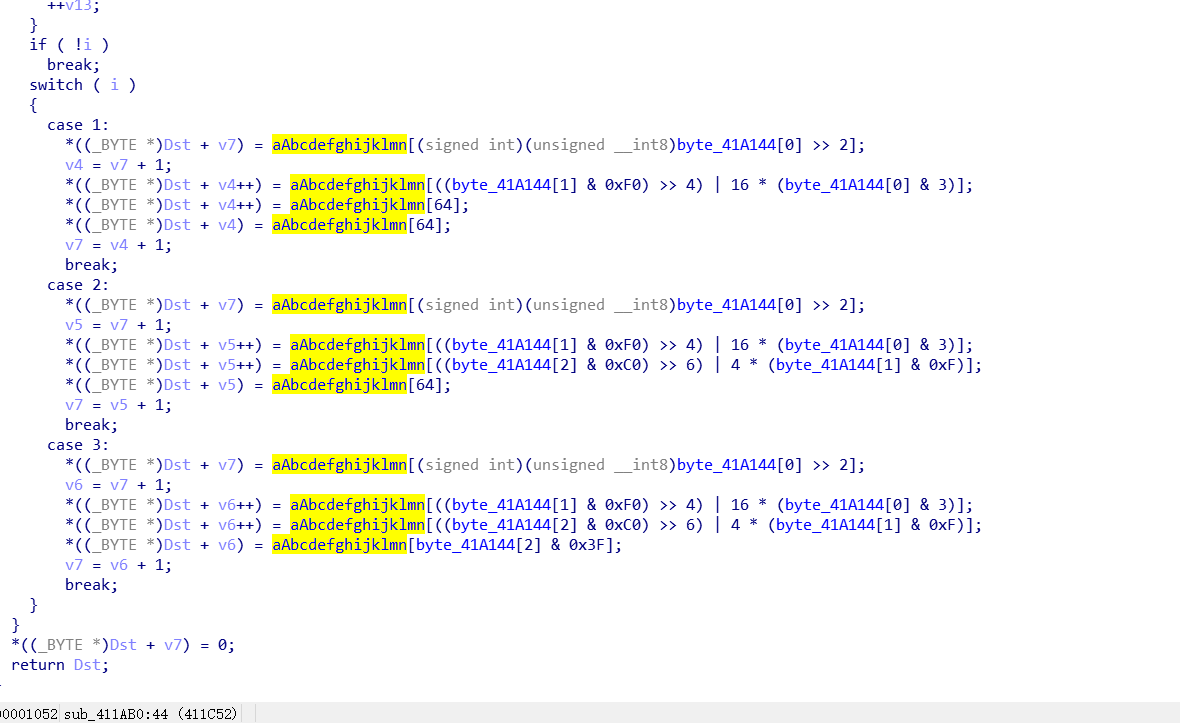 ++v13;
}
if ( !i )
break;
switch ( i )
{
case 1:
*((_BYTE *)Dst + v7) = aAbcdefghijklmn[(signed int)(unsigned __int8)byte_41A144[0] >> 2];
v4 = v7 + 1;
*((_BYTE *)Dst + v4++) = aAbcdefghijklmn[((byte_41A144[1] & 0xF0) >> 4) | 16 * (byte_41A144[0] & 3)];
*((_BYTE *)Dst + v4++) = aAbcdefghijklmn[64];
*((_BYTE *)Dst + v4) = aAbcdefghijklmn[64];
v7 = v4 + 1;
break;
case 2:
*((_BYTE *)Dst + v7) = aAbcdefghijklmn[(signed int)(unsigned __int8)byte_41A144[0] >> 2];
v5 = v7 + 1;
*((_BYTE *)Dst + v5++) = aAbcdefghijklmn[((byte_41A144[1] & 0xF0) >> 4) | 16 * (byte_41A144[0] & 3)];
*((_BYTE *)Dst + v5++) = aAbcdefghijklmn[((byte_41A144[2] & 0xC0) >> 6) | 4 * (byte_41A144[1] & 0xF)];
*((_BYTE *)Dst + v5) = aAbcdefghijklmn[64];
v7 = v5 + 1;
break;
case 3:
*((_BYTE *)Dst + v7) = aAbcdefghijklmn[(signed int)(unsigned __int8)byte_41A144[0] >> 2];
v6 = v7 + 1;
*((_BYTE *)Dst + v6++) = aAbcdefghijklmn[((byte_41A144[1] & 0xF0) >> 4) | 16 * (byte_41A144[0] & 3)];
*((_BYTE *)Dst + v6++) = aAbcdefghijklmn[((byte_41A144[2] & 0xC0) >> 6) | 4 * (byte_41A144[1] & 0xF)];
*((_BYTE *)Dst + v6) = aAbcdefghijklmn[byte_41A144[2] & 0x3F];
v7 = v6 + 1;
break;
}
}
*((_BYTE *)Dst + v7) = 0;
return Dst;
00001052 sub_411AB0:44 (411C52)